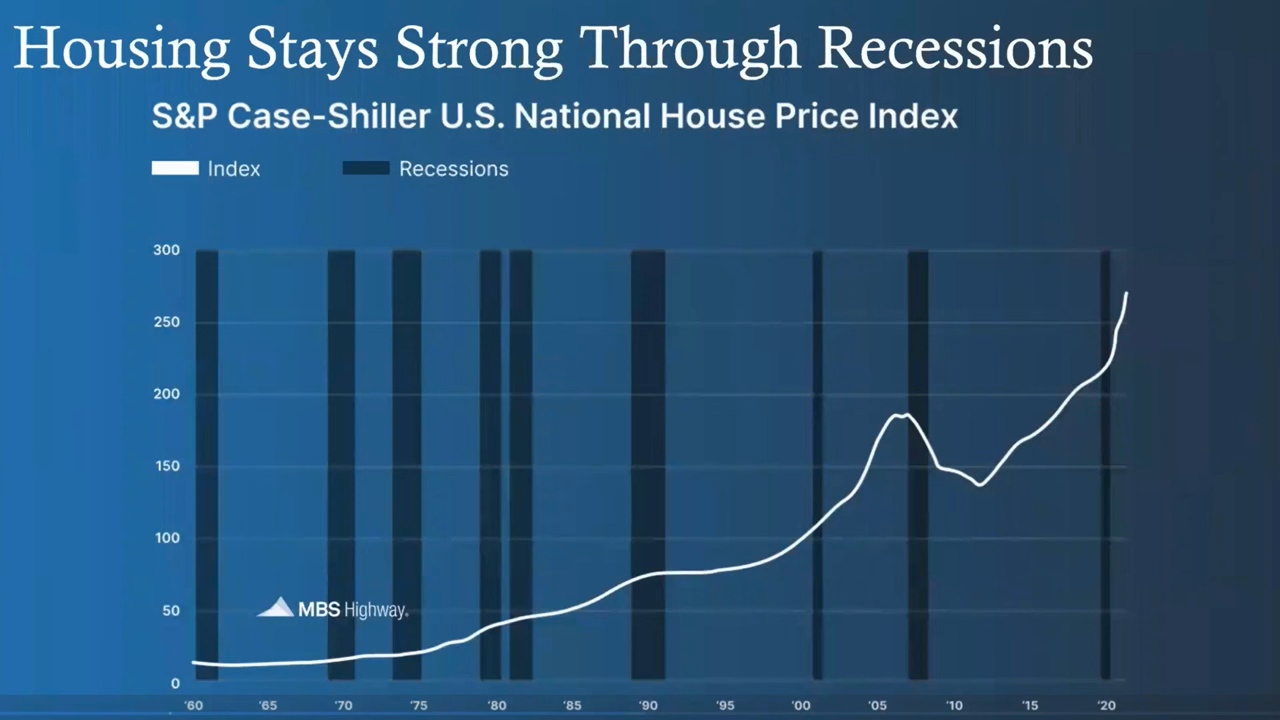 Housing Stays Strong Through Recessions
S&P Case-Shiller U.S. National House Price Index
Index Recessions
300
250
200
150
100
50
MBS Highway®
0
'60 '65 '70 '75 '80 '85 '90 '95 '00 '05 '10 '15 '20